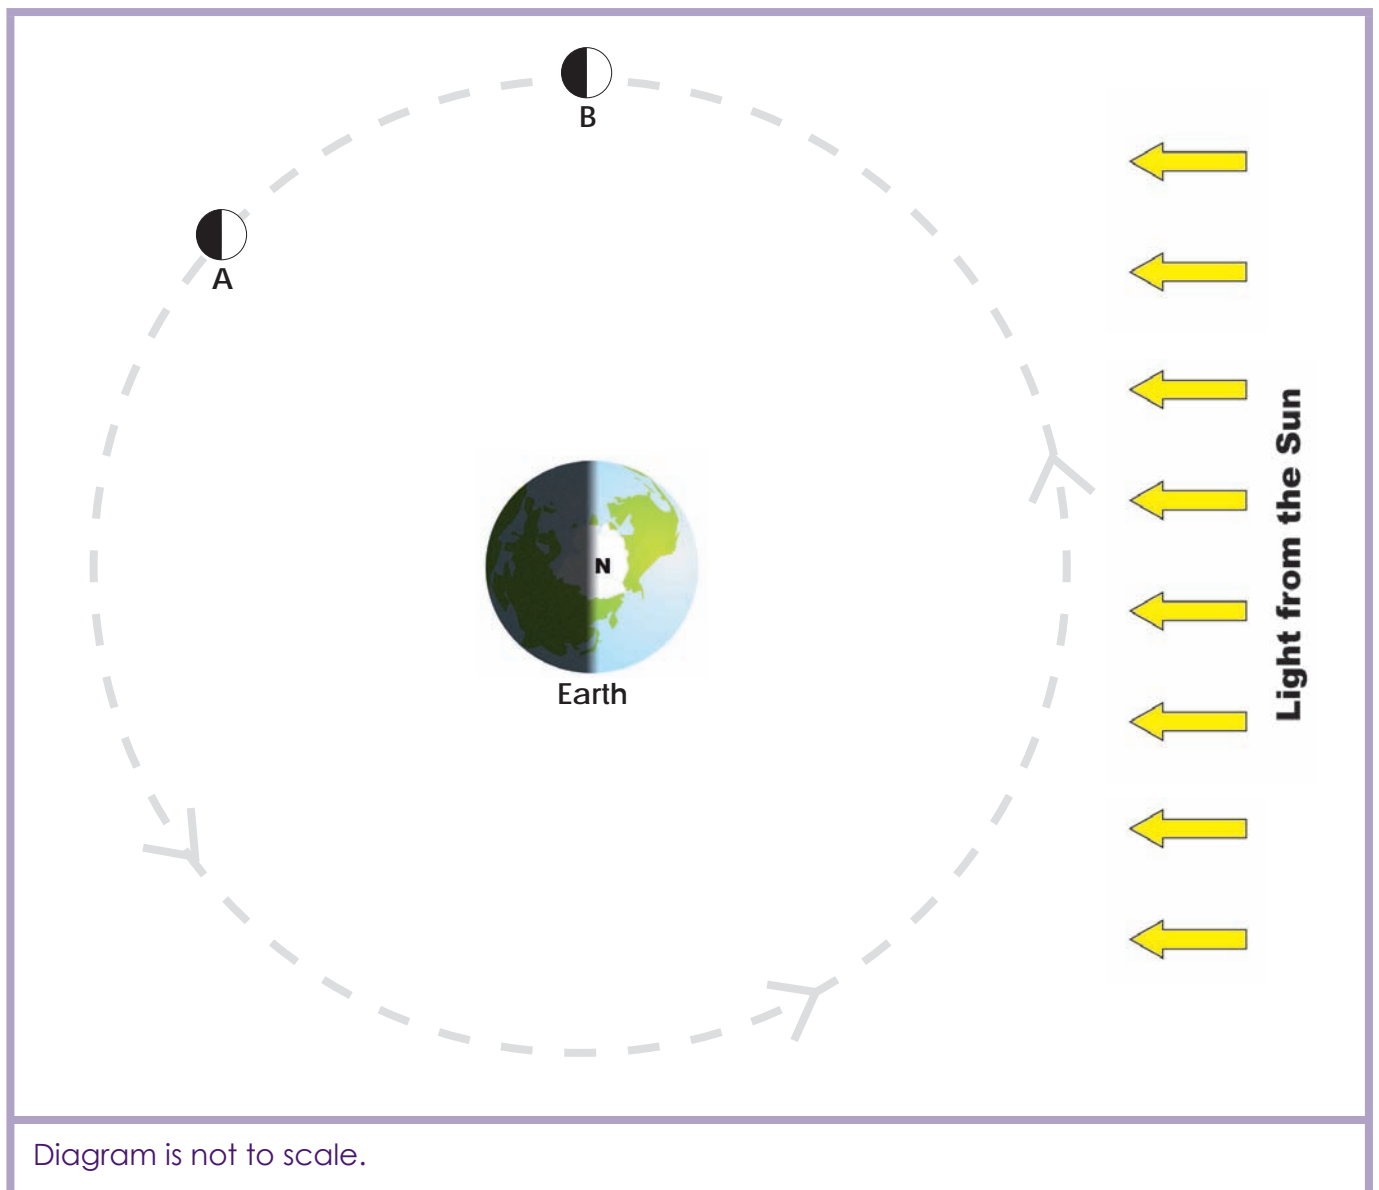 B
A
N
Earth
Light from the Sun
Diagram is not to scale.